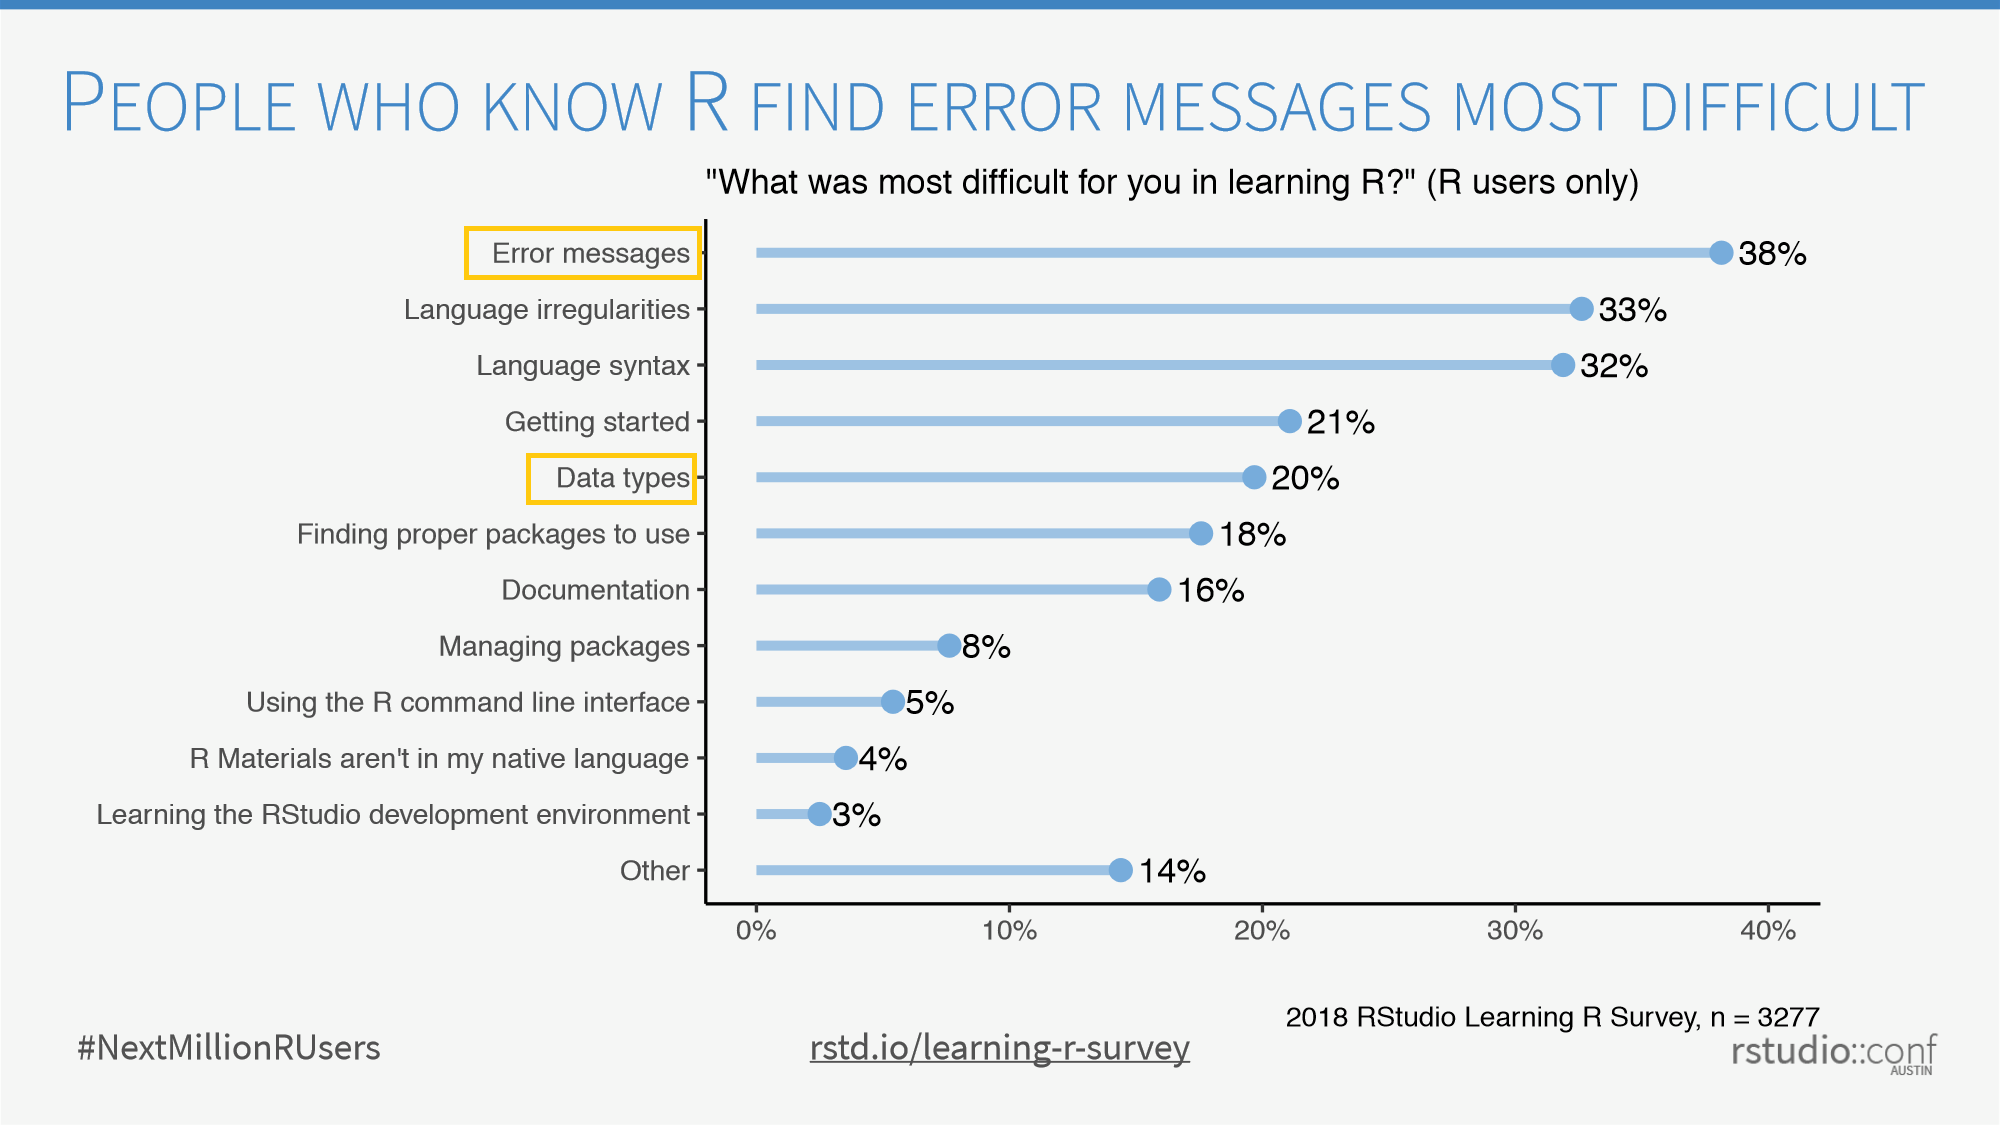 PEOPLE WHO KNOW R FIND ERROR MESSAGES MOST DIFFICULT
"What was most difficult for you in learning R?" (R users only)
Error messages 38%
Language irregularities 33%
Language syntax 32%
Getting started 21%
Data types 20%
Finding proper packages to use 18%
Documentation 16%
Managing packages 8%
Using the R command line interface 5%
R Materials aren't in my native language 4%
Learning the RStudio development environment 3%
Other 14%
0% 10% 20% 30% 40%
2018 RStudio Learning R Survey, n = 3277
#NextMillionRUsers rstd.io/learning-r-survey rstudio::conf
AUSTIN